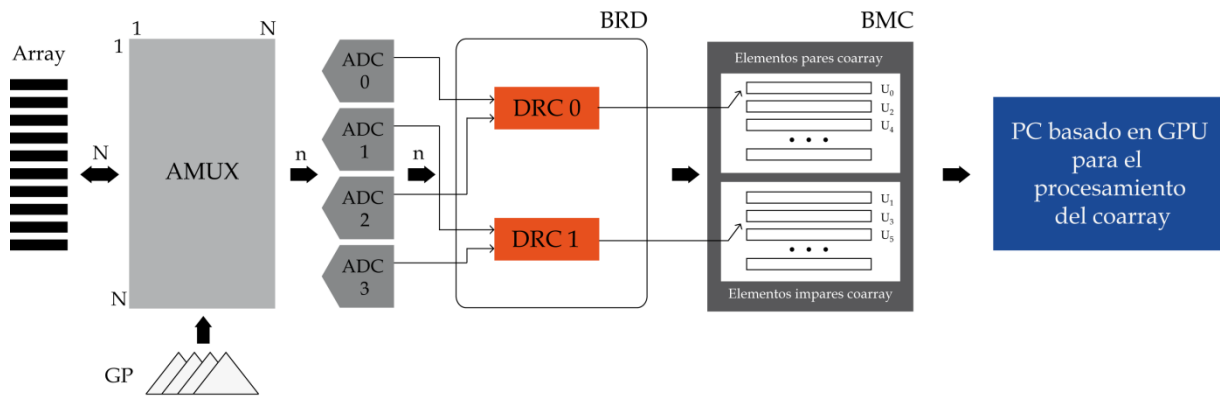 Array
N
1
1
N
AMUX
N
GP
n
ADC
0
ADC
1
ADC
2
ADC
3
n
BRD
DRC 0
DRC 1
BMC
Elementos pares coarray
U0
U2
U4
• • •
U1
U3
U5
• • •
Elementos impares coarray
PC basado en GPU
para el
procesamiento
del coarray